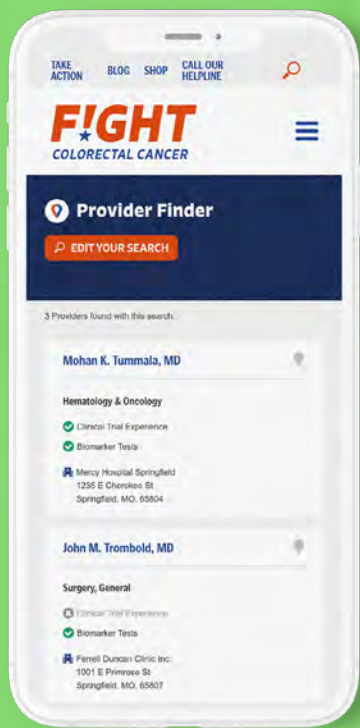 TAKE ACTION BLOG SHOP CALL OUR HELPLINE
F!GHT
COLORECTAL CANCER
Provider Finder
EDIT YOUR SEARCH
3 Providers found with this search.
Mohan K. Tummala, MD
Hematology & Oncology
Clinical Trial Experience
Biomarker Tests
Mercy Hospital Springfield
1235 E Cherokee St
Springfield, MO, 65804
John M. Trombold, MD
Surgery, General
Clinical Trial Experience
Biomarker Tests
Ferrell Duncan Clinic Inc.
1001 E Primrose St
Springfield, MO, 65807